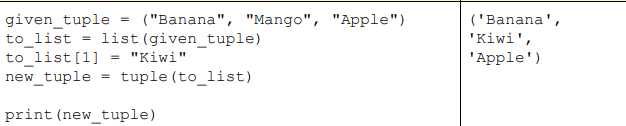 given_tuple = ("Banana", "Mango", "Apple")
to_list = list(given_tuple)
to_list[1] = "Kiwi"
new_tuple = tuple(to_list)
print(new_tuple)
('Banana',
'Kiwi',
'Apple')